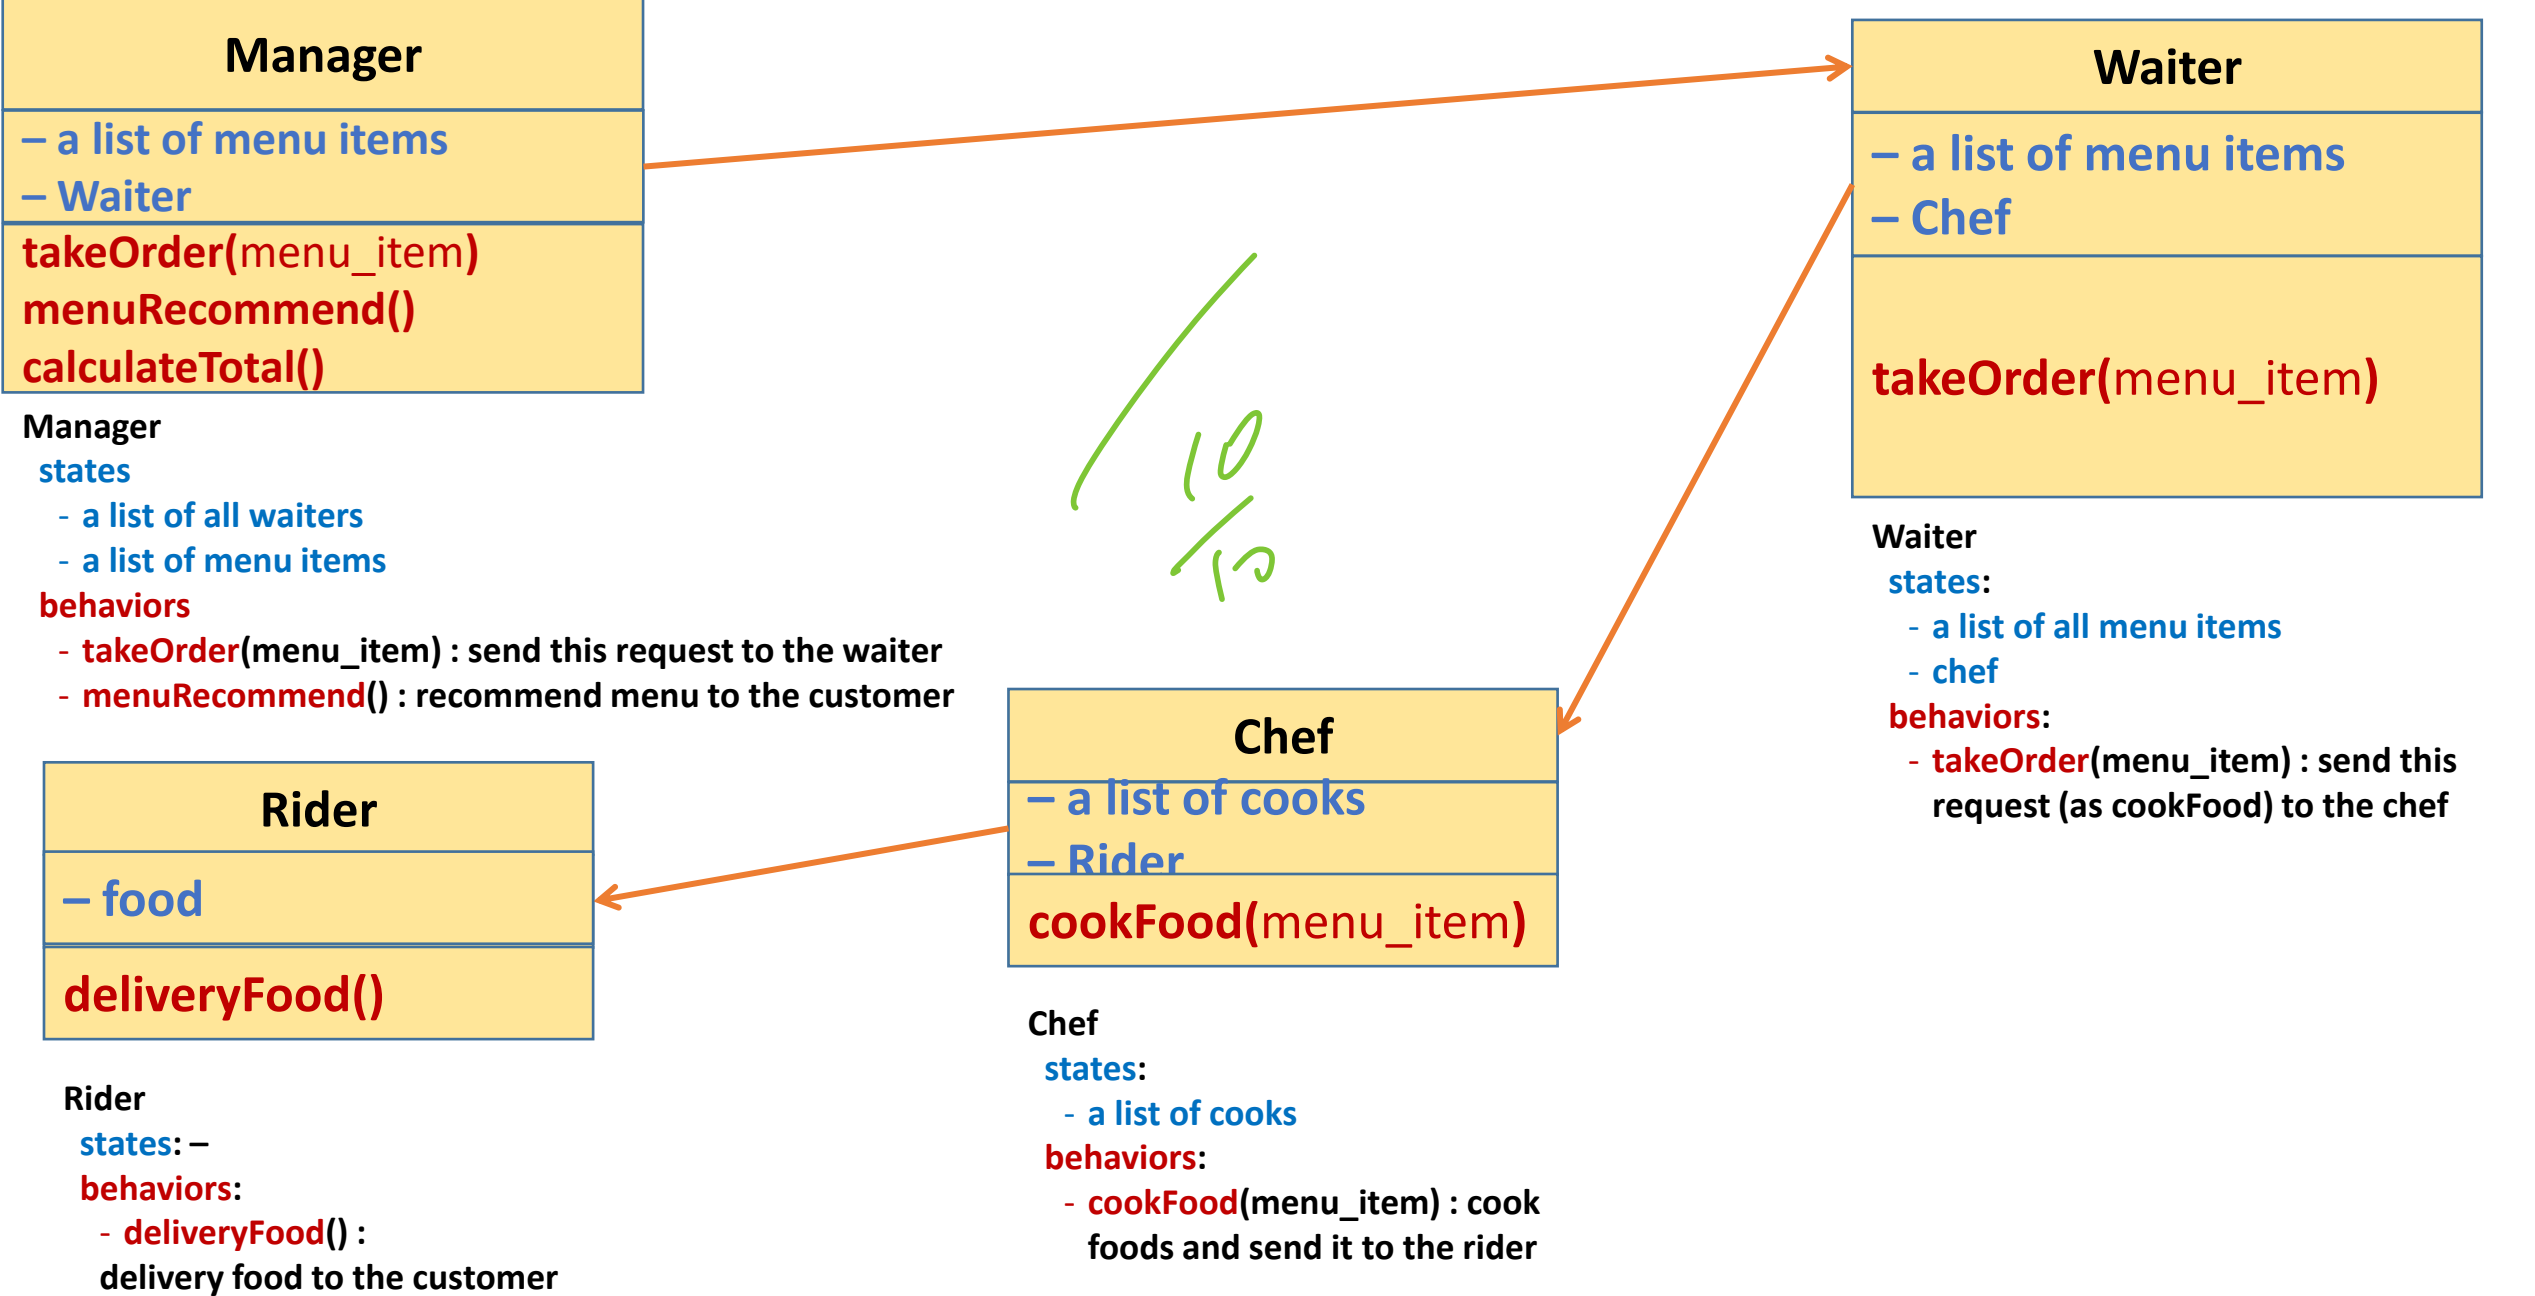 Manager
– a list of menu items
– Waiter
takeOrder(menu_item)
menuRecommend()
calculateTotal()
Manager
states
- a list of all waiters
- a list of menu items
behaviors
- takeOrder(menu_item) : send this request to the waiter
- menuRecommend() : recommend menu to the customer
Waiter
– a list of menu items
– Chef
takeOrder(menu_item)
Waiter
states:
- a list of all menu items
- chef
behaviors:
- takeOrder(menu_item) : send this
request (as cookFood) to the chef
10
10
Rider
– food
deliveryFood()
Rider
states: –
behaviors:
- deliveryFood() :
delivery food to the customer
Chef
– a list of cooks
– Rider
cookFood(menu_item)
Chef
states:
- a list of cooks
behaviors:
- cookFood(menu_item) : cook
foods and send it to the rider